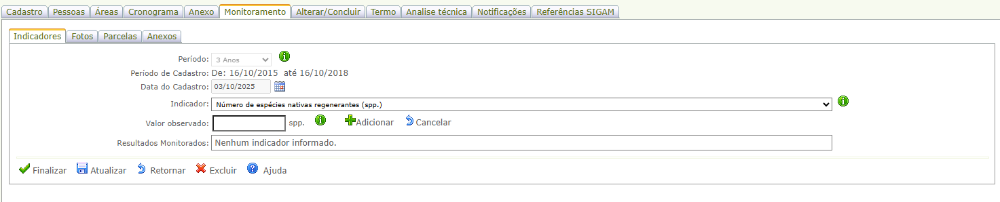 Cadastro Pessoas Áreas Cronograma Anexo Monitoramento Alterar/Concluir Termo Analise técnica Notificações Referências SIGAM
Indicadores Fotos Parcelas Anexos
Período: 3 Anos
Período de Cadastro: De: 16/10/2015 até 16/10/2018
Data do Cadastro: 03/10/2025
Indicador: Número de espécies nativas regenerantes (spp.)
Valor observado: spp. Adicionar Cancelar
Resultados Monitorados: Nenhum indicador informado.
Finalizar Atualizar Retornar Excluir Ajuda